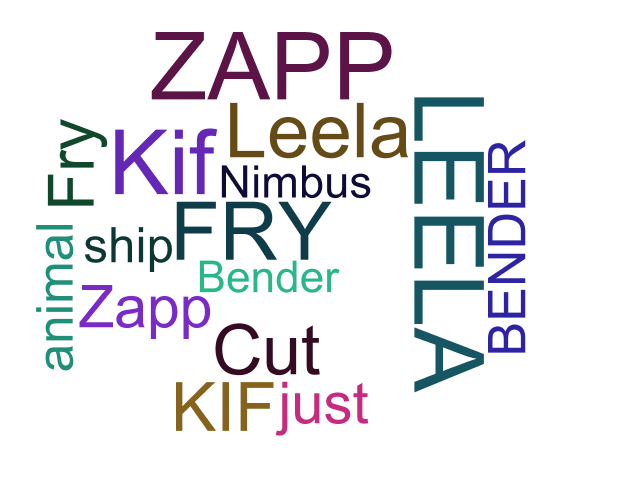 ZAPP
Leela
LEELA
Fry
Kif
Nimbus
BENDER
FRY
ship
animal
Bender
Zapp
Cut
KIF
just